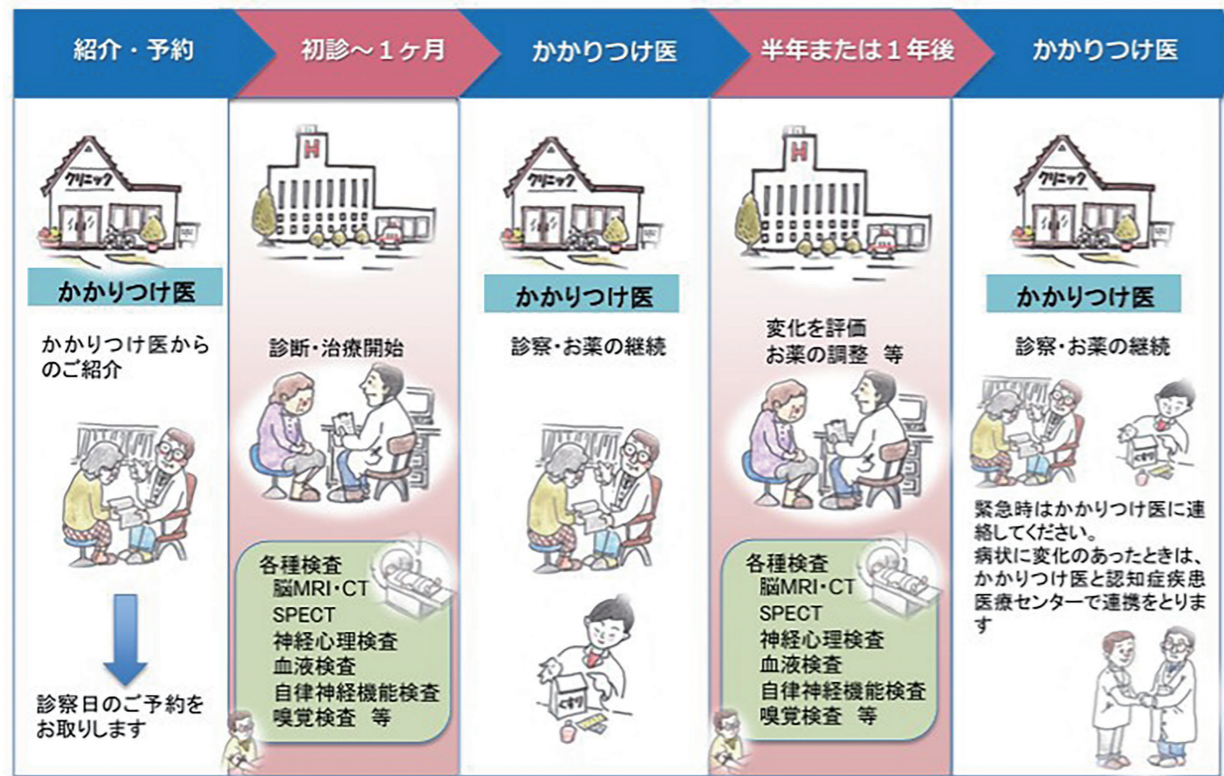 紹介・予約
初診～1ヶ月
かかりつけ医
半年または1年後
かかりつけ医
クリニック
かかりつけ医
かかりつけ医から
のご紹介
診察日のご予約を
お取りします
H
診断・治療開始
各種検査
脳MRI・CT
SPECT
神経心理検査
血液検査
自律神経機能検査
嗅覚検査 等
クリニック
かかりつけ医
診察・お薬の継続
くすり
H
変化を評価
お薬の調整 等
各種検査
脳MRI・CT
SPECT
神経心理検査
血液検査
自律神経機能検査
嗅覚検査 等
クリニック
かかりつけ医
診察・お薬の継続
くすり
緊急時はかかりつけ医に連
絡してください。
病状に変化のあったときは、
かかりつけ医と認知症疾患
医療センターで連携をとりま
す